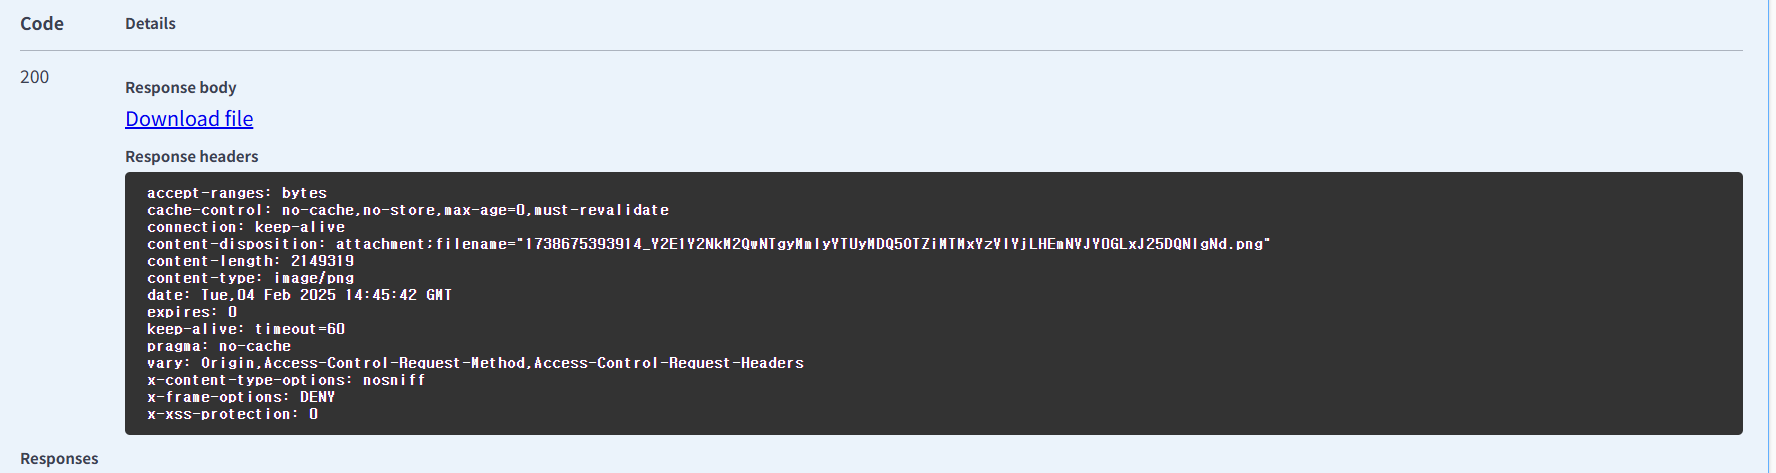 Code Details
200
Response body
Download file
Response headers
accept-ranges: bytes
cache-control: no-cache,no-store,max-age=0,must-revalidate
connection: keep-alive
content-disposition: attachment;filename="1738675393914_Y2E1Y2NkM2QwNTgyMmIyYTUyMDQ5OTZiMTMxYzVlYjLHEmNVJYOGLxJ25DQNlgNd.png"
content-length: 2149319
content-type: image/png
date: Tue,04 Feb 2025 14:45:42 GMT
expires: 0
keep-alive: timeout=60
pragma: no-cache
vary: Origin,Access-Control-Request-Method,Access-Control-Request-Headers
x-content-type-options: nosniff
x-frame-options: DENY
x-xss-protection: 0
Responses